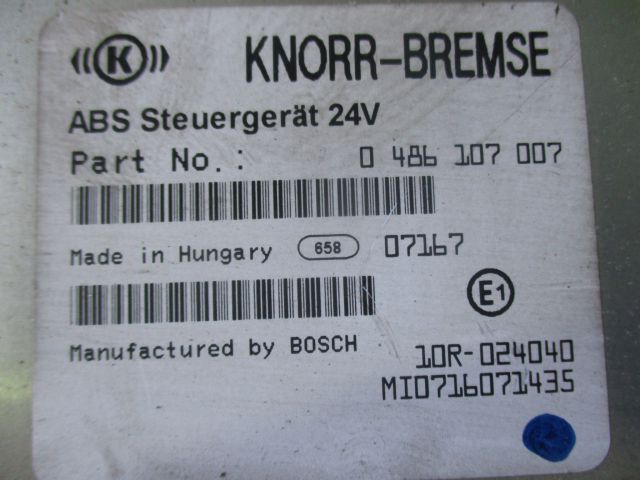 ((K)) KNORR-BREMSE
ABS Steuergerät 24V
Part No.: 0 486 107 007
Made in Hungary 658 07167
E1
Manufactured by BOSCH 10R-024040
MI0716071435